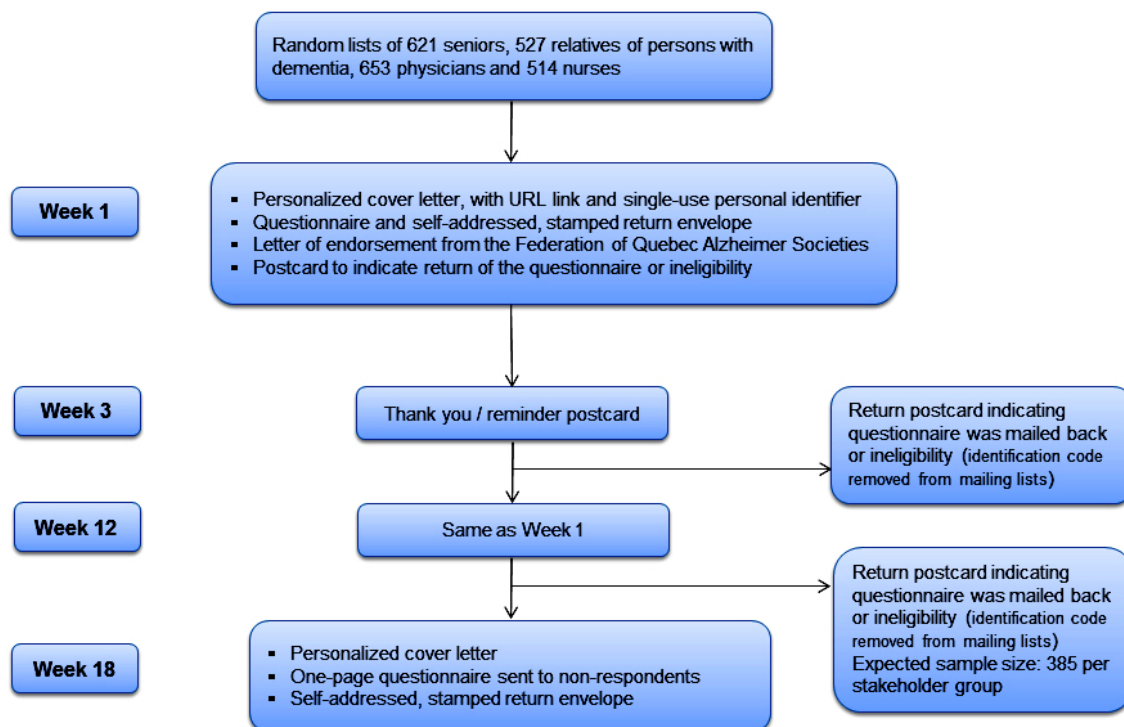 Random lists of 621 seniors, 527 relatives of persons with
dementia, 653 physicians and 514 nurses
Week 1
▪ Personalized cover letter, with URL link and single-use personal identifier
▪ Questionnaire and self-addressed, stamped return envelope
▪ Letter of endorsement from the Federation of Quebec Alzheimer Societies
▪ Postcard to indicate return of the questionnaire or ineligibility
Week 3
Thank you / reminder postcard
Return postcard indicating
questionnaire was mailed back
or ineligibility (identification code
removed from mailing lists)
Week 12
Same as Week 1
Return postcard indicating
questionnaire was mailed back
or ineligibility (identification code
removed from mailing lists)
Expected sample size: 385 per
stakeholder group
Week 18
▪ Personalized cover letter
▪ One-page questionnaire sent to non-respondents
▪ Self-addressed, stamped return envelope